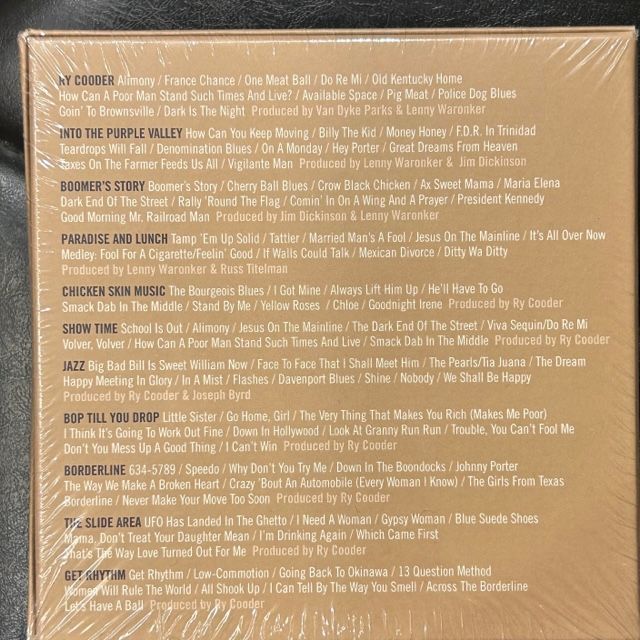 RY COODER Alimony / France Chance / One Meat Ball / Do Re Mi / Old Kentucky Home
How Can A Poor Man Stand Such Times And Live? / Available Space / Pig Meat / Police Dog Blues
Goin' To Brownsville / Dark Is The Night Produced by Van Dyke Parks & Lenny Waronker
INTO THE PURPLE VALLEY How Can You Keep Moving / Billy The Kid / Money Honey / F.D.R. In Trinidad
Teardrops Will Fall / Denomination Blues / On A Monday / Hey Porter / Great Dreams From Heaven
Taxes On The Farmer Feeds Us All / Vigilante Man Produced by Lenny Waronker & Jim Dickinson
BOOMER'S STORY Boomer's Story / Cherry Ball Blues / Crow Black Chicken / Ax Sweet Mama / Maria Elena
Dark End Of The Street / Rally 'Round The Flag / Comin' In On A Wing And A Prayer / President Kennedy
Good Morning Mr. Railroad Man Produced by Jim Dickinson & Lenny Waronker
PARADISE AND LUNCH Tamp 'Em Up Solid / Tattler / Married Man's A Fool / Jesus On The Mainline / It's All Over Now
Medley: Fool For A Cigarette/Feelin' Good / If Walls Could Talk / Mexican Divorce / Ditty Wa Ditty
Produced by Lenny Waronker & Russ Titelman
CHICKEN SKIN MUSIC The Bourgeois Blues / I Got Mine / Always Lift Him Up / He'll Have To Go
Smack Dab In The Middle / Stand By Me / Yellow Roses / Chloe / Goodnight Irene Produced by Ry Cooder
SHOW TIME School Is Out / Alimony / Jesus On The Mainline / The Dark End Of The Street / Viva Sequin/Do Re Mi
Volver, Volver / How Can A Poor Man Stand Such Times And Live / Smack Dab In The Middle Produced by Ry Cooder
JAZZ Big Bad Bill Is Sweet William Now / Face To Face That I Shall Meet Him / The Pearls/Tia Juana / The Dream
Happy Meeting In Glory / In A Mist / Flashes / Davenport Blues / Shine / Nobody / We Shall Be Happy
Produced by Ry Cooder & Joseph Byrd
BOP TILL YOU DROP Little Sister / Go Home, Girl / The Very Thing That Makes You Rich (Makes Me Poor)
I Think It's Going To Work Out Fine / Down In Hollywood / Look At Granny Run Run / Trouble, You Can't Fool Me
Don't You Mess Up A Good Thing / I Can't Win Produced by Ry Cooder
BORDERLINE 634-5789 / Speedo / Why Don't You Try Me / Down In The Boondocks / Johnny Porter
The Way We Make A Broken Heart / Crazy 'Bout An Automobile (Every Woman I Know) / The Girls From Texas
Borderline / Never Make Your Move Too Soon Produced by Ry Cooder
THE SLIDE AREA UFO Has Landed In The Ghetto / I Need A Woman / Gypsy Woman / Blue Suede Shoes
Mama, Don't Treat Your Daughter Mean / I'm Drinking Again / Which Came First
That's The Way Love Turned Out For Me Produced by Ry Cooder
GET RHYTHM Get Rhythm / Low-Commotion / Going Back To Okinawa / 13 Question Method
Women Will Rule The World / All Shook Up / I Can Tell By The Way You Smell / Across The Borderline
Let's Have A Ball Produced by Ry Cooder